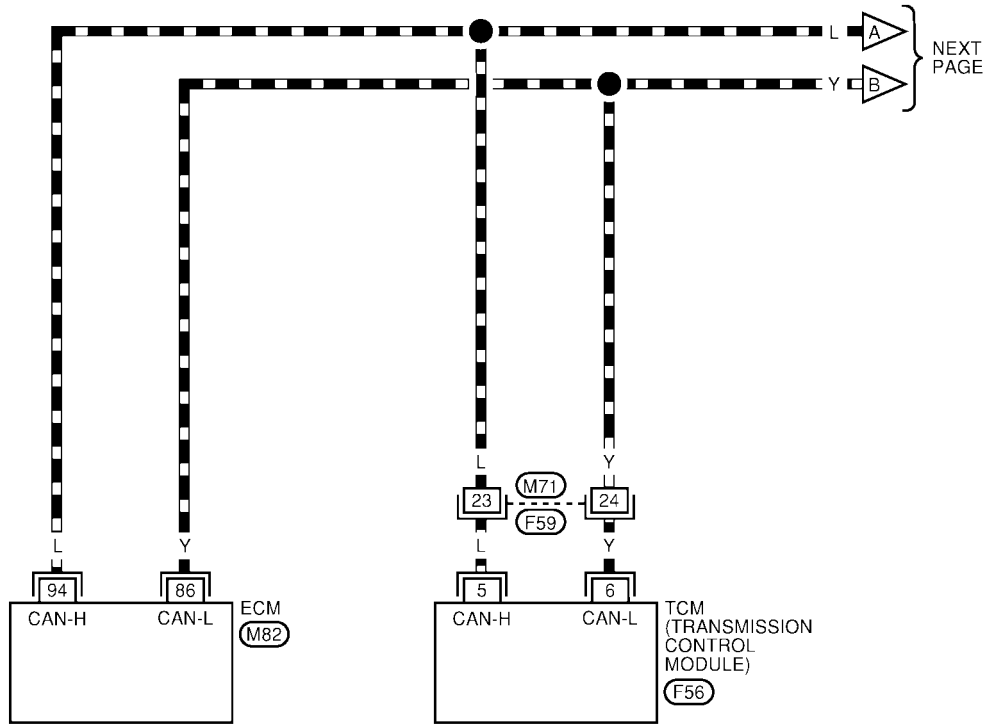 L A
NEXT
PAGE
Y B
L Y
M71
23 24
F59
L Y L Y
94 86 5 6
CAN-H CAN-L ECM CAN-H CAN-L TCM
M82 (TRANSMISSION
CONTROL
MODULE)
F56